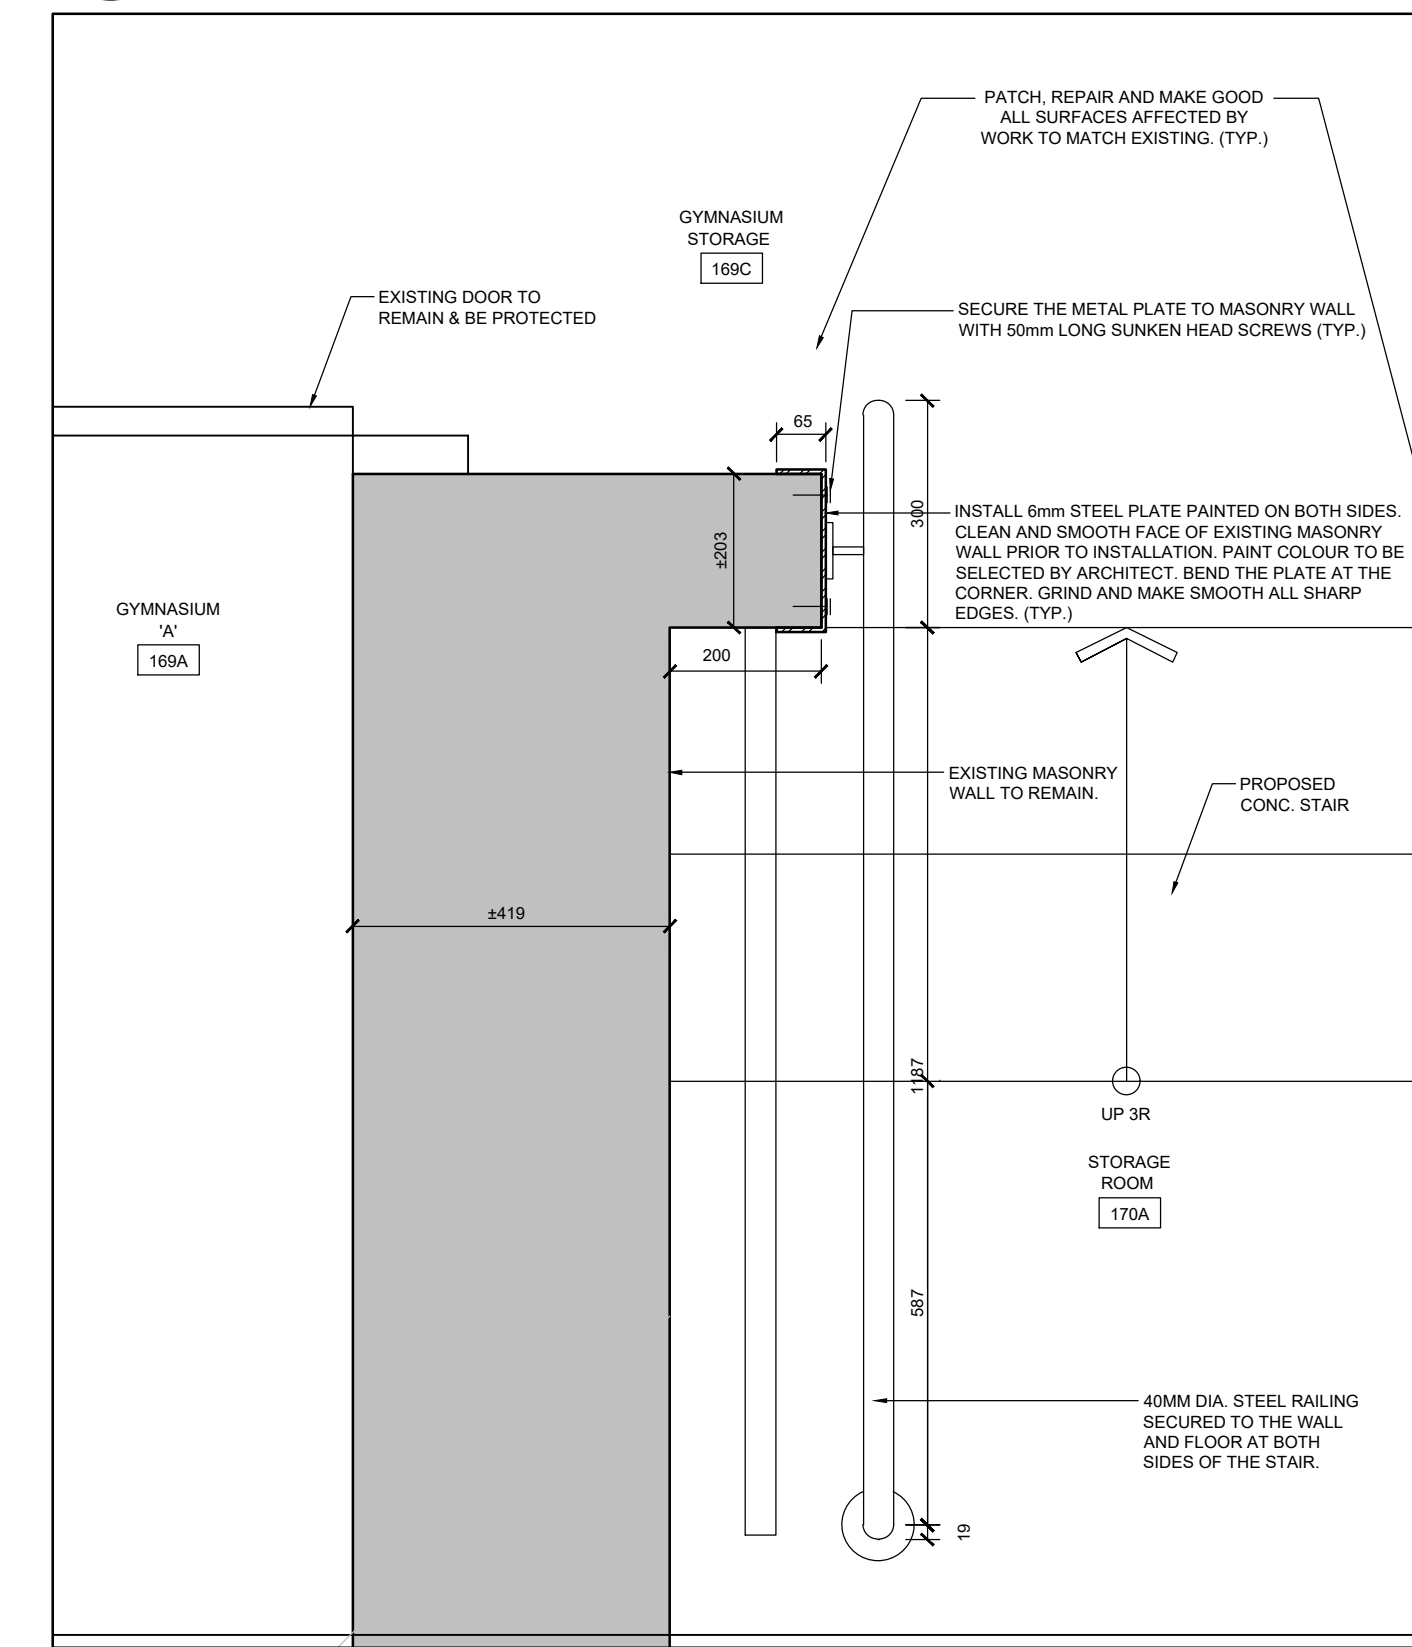 PATCH, REPAIR AND MAKE GOOD
ALL SURFACES AFFECTED BY
WORK TO MATCH EXISTING. (TYP.)
GYMNASIUM
STORAGE
169C
EXISTING DOOR TO
REMAIN & BE PROTECTED
SECURE THE METAL PLATE TO MASONRY WALL
WITH 50mm LONG SUNKEN HEAD SCREWS (TYP.)
65
300
±203
INSTALL 6mm STEEL PLATE PAINTED ON BOTH SIDES.
CLEAN AND SMOOTH FACE OF EXISTING MASONRY
WALL PRIOR TO INSTALLATION. PAINT COLOUR TO BE
SELECTED BY ARCHITECT. BEND THE PLATE AT THE
CORNER. GRIND AND MAKE SMOOTH ALL SHARP
EDGES. (TYP.)
GYMNASIUM
'A'
169A
200
EXISTING MASONRY
WALL TO REMAIN.
PROPOSED
CONC. STAIR
±419
1187
UP 3R
STORAGE
ROOM
170A
587
40MM DIA. STEEL RAILING
SECURED TO THE WALL
AND FLOOR AT BOTH
SIDES OF THE STAIR.
19